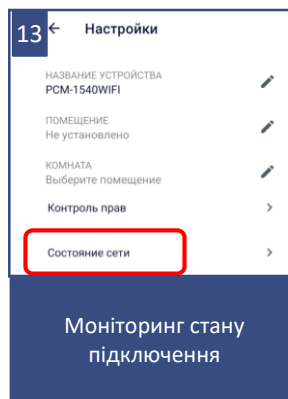 13 ← Настройки
НАЗВАНИЕ УСТРОЙСТВА
PCM-1540WIFI
ПОМЕЩЕНИЕ
Не установлено
КОМНАТА
Выберите помещение
Контроль прав >
Состояние сети >
Моніторинг стану
підключення